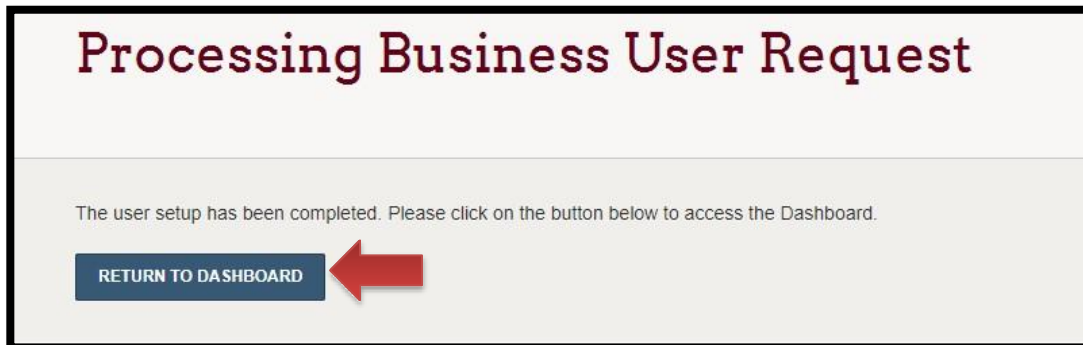 Processing Business User Request
The user setup has been completed. Please click on the button below to access the Dashboard.
RETURN TO DASHBOARD